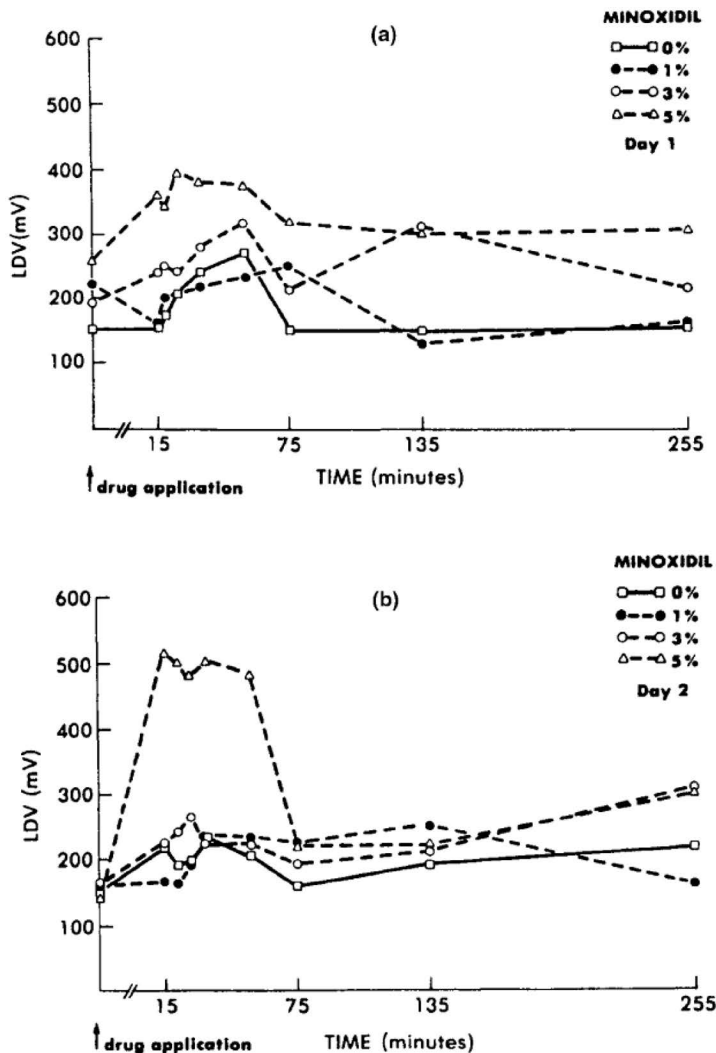 (a)
MINOXIDIL
0%
1%
3%
5%
Day 1
600
500
400
300
200
100
LDV(mV)
15 75 135 255
TIME (minutes)
drug application
(b)
MINOXIDIL
0%
1%
3%
5%
Day 2
600
500
400
300
200
100
LDV (mV)
15 75 135 255
TIME (minutes)
drug application